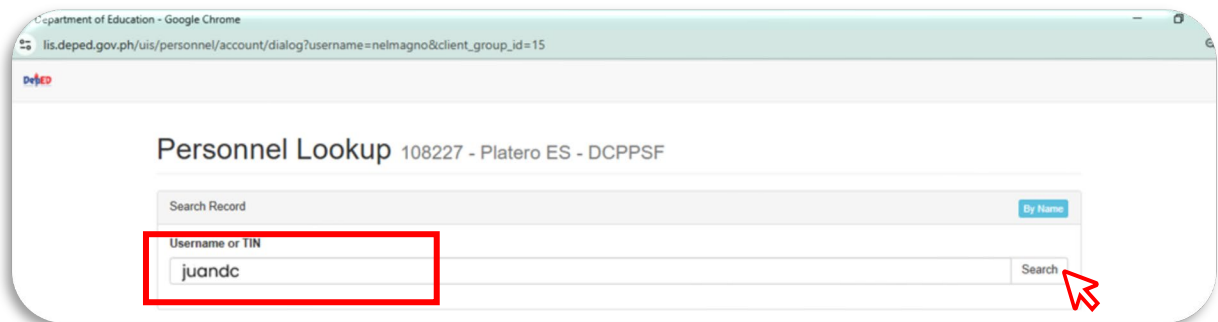 Department of Education - Google Chrome
lis.deped.gov.ph/uis/personnel/account/dialog?username=nelmagno&client_group_id=15
DepED
Personnel Lookup 108227 - Platero ES - DCPPSF
Search Record
By Name
Username or TIN
juandc
Search